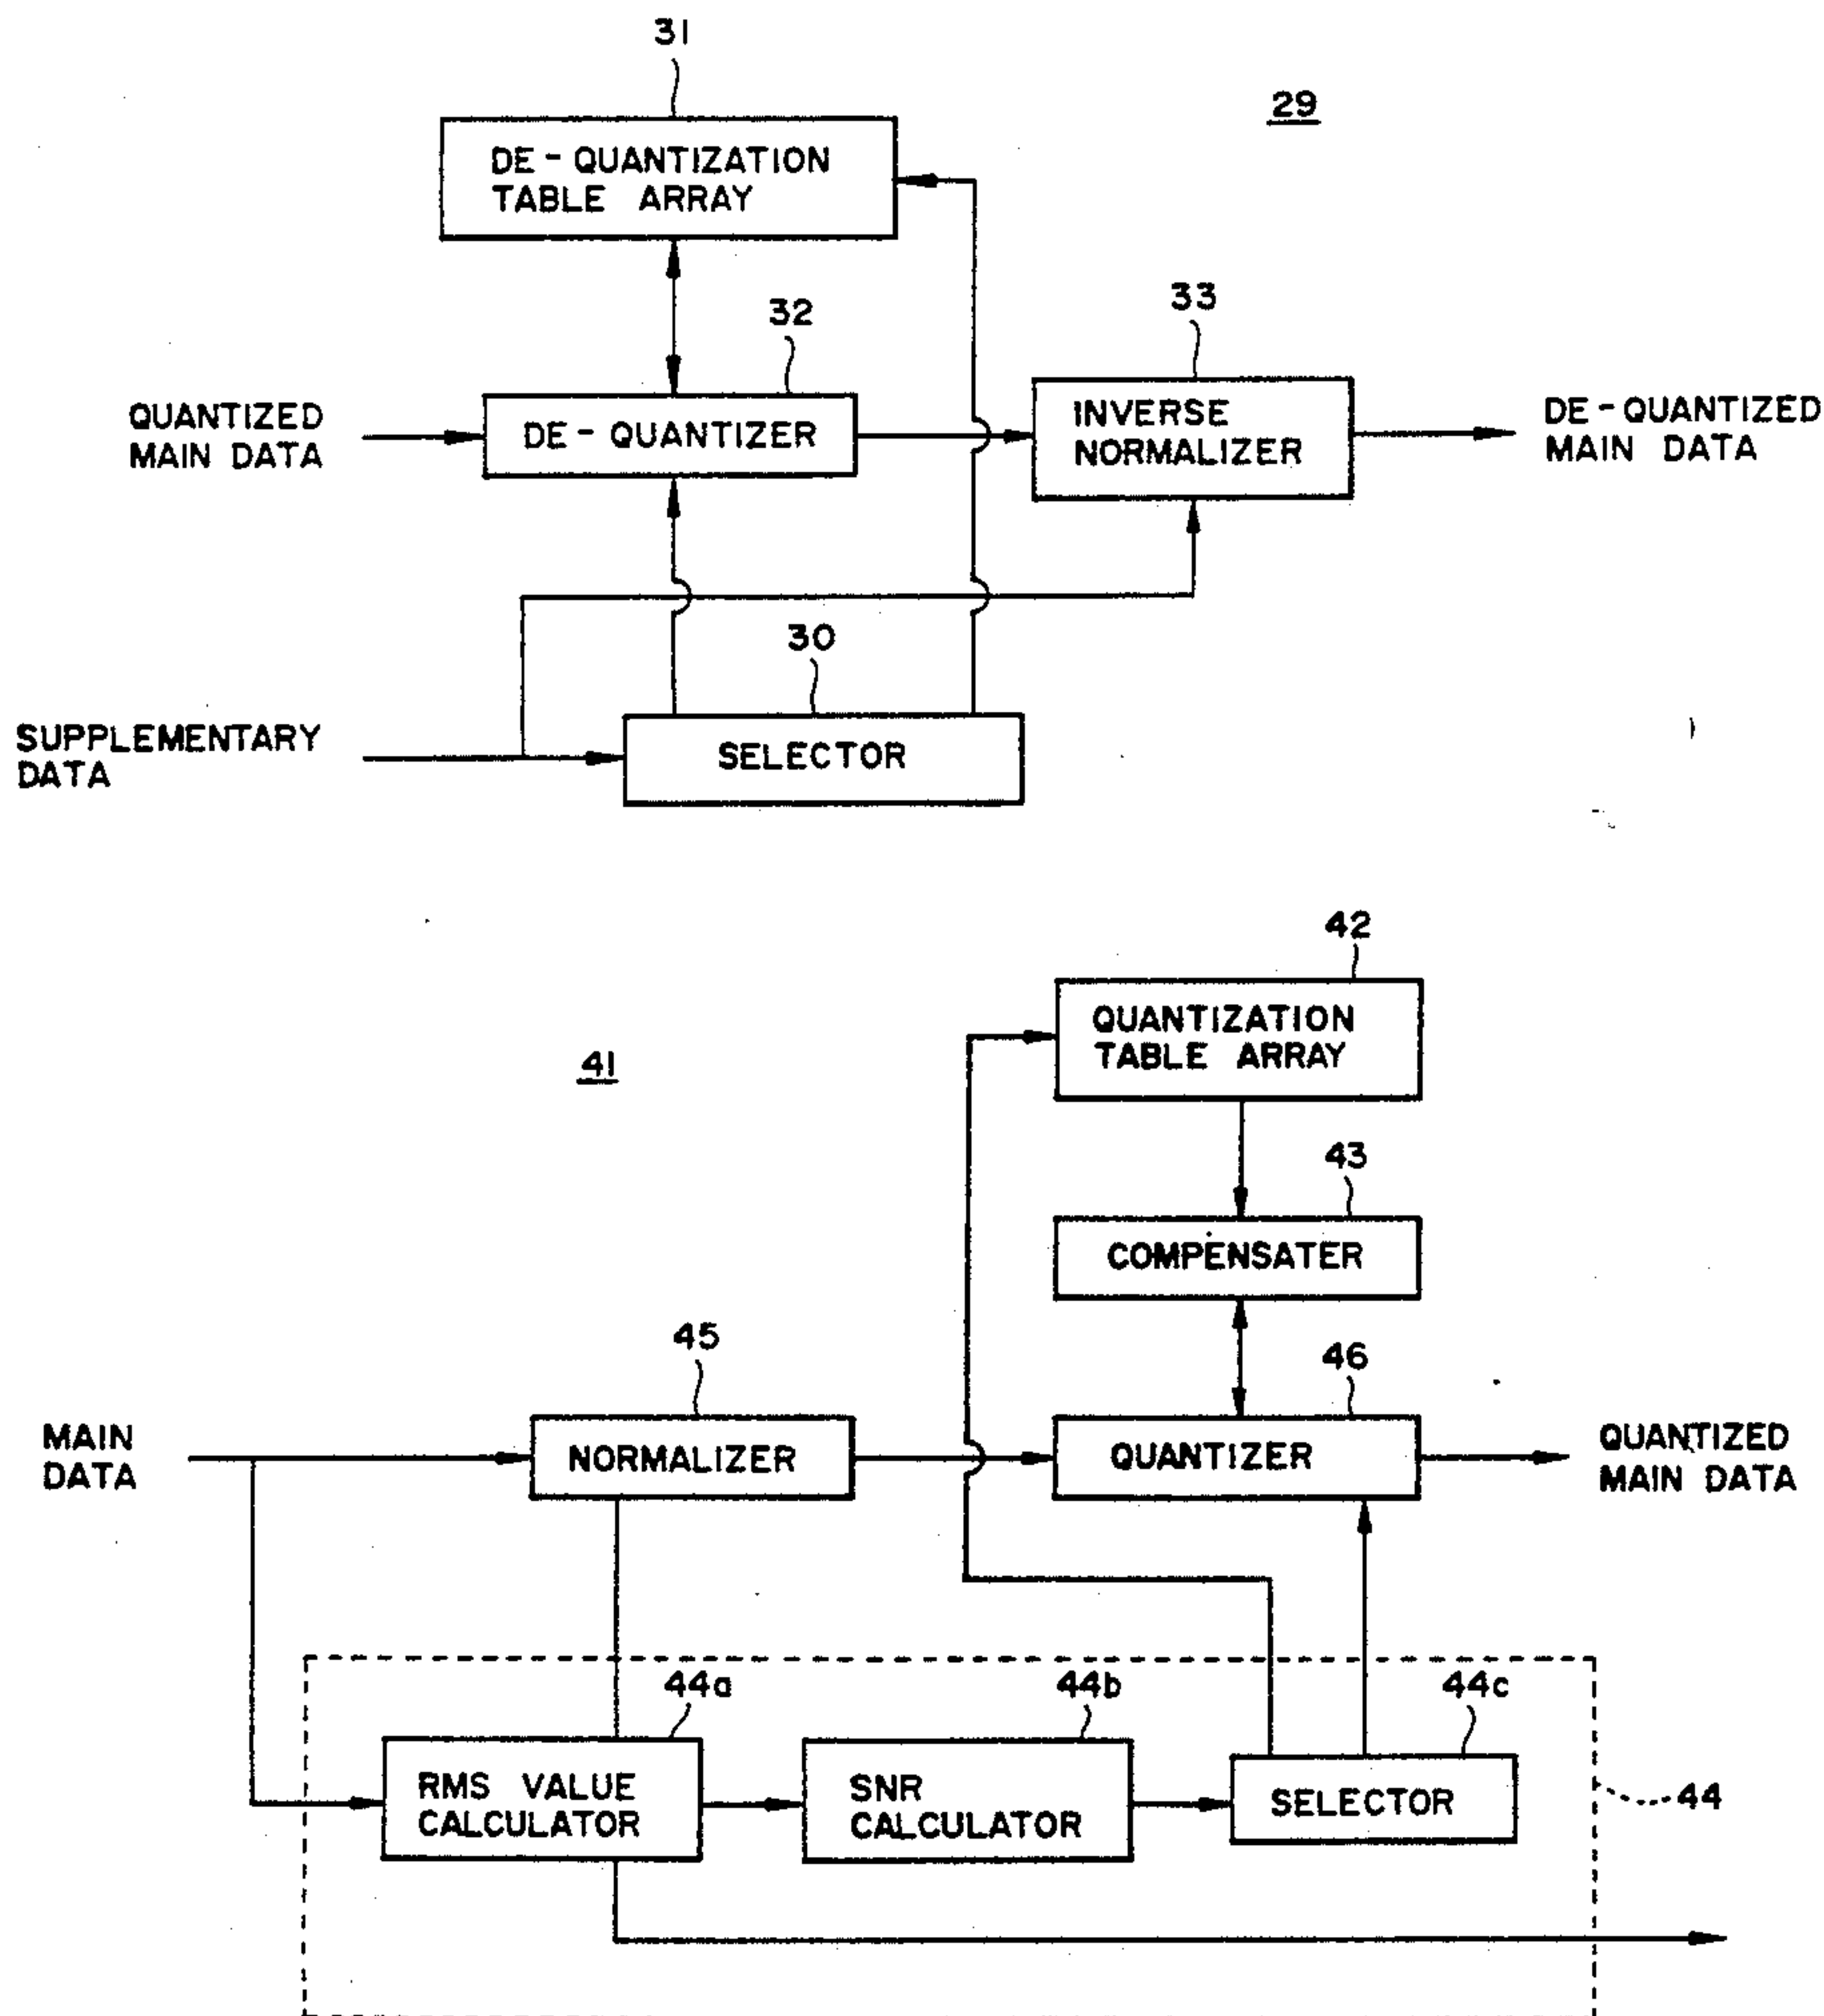 31
29
DE-QUANTIZATION
TABLE ARRAY
32
33
QUANTIZED
MAIN DATA
DE-QUANTIZER
INVERSE
NORMALIZER
DE-QUANTIZED
MAIN DATA
30
SUPPLEMENTARY
DATA
SELECTOR
42
41
QUANTIZATION
TABLE ARRAY
43
COMPENSATER
45
46
MAIN
DATA
NORMALIZER
QUANTIZER
QUANTIZED
MAIN DATA
44a
44b
44c
RMS VALUE
CALCULATOR
SNR
CALCULATOR
SELECTOR
44